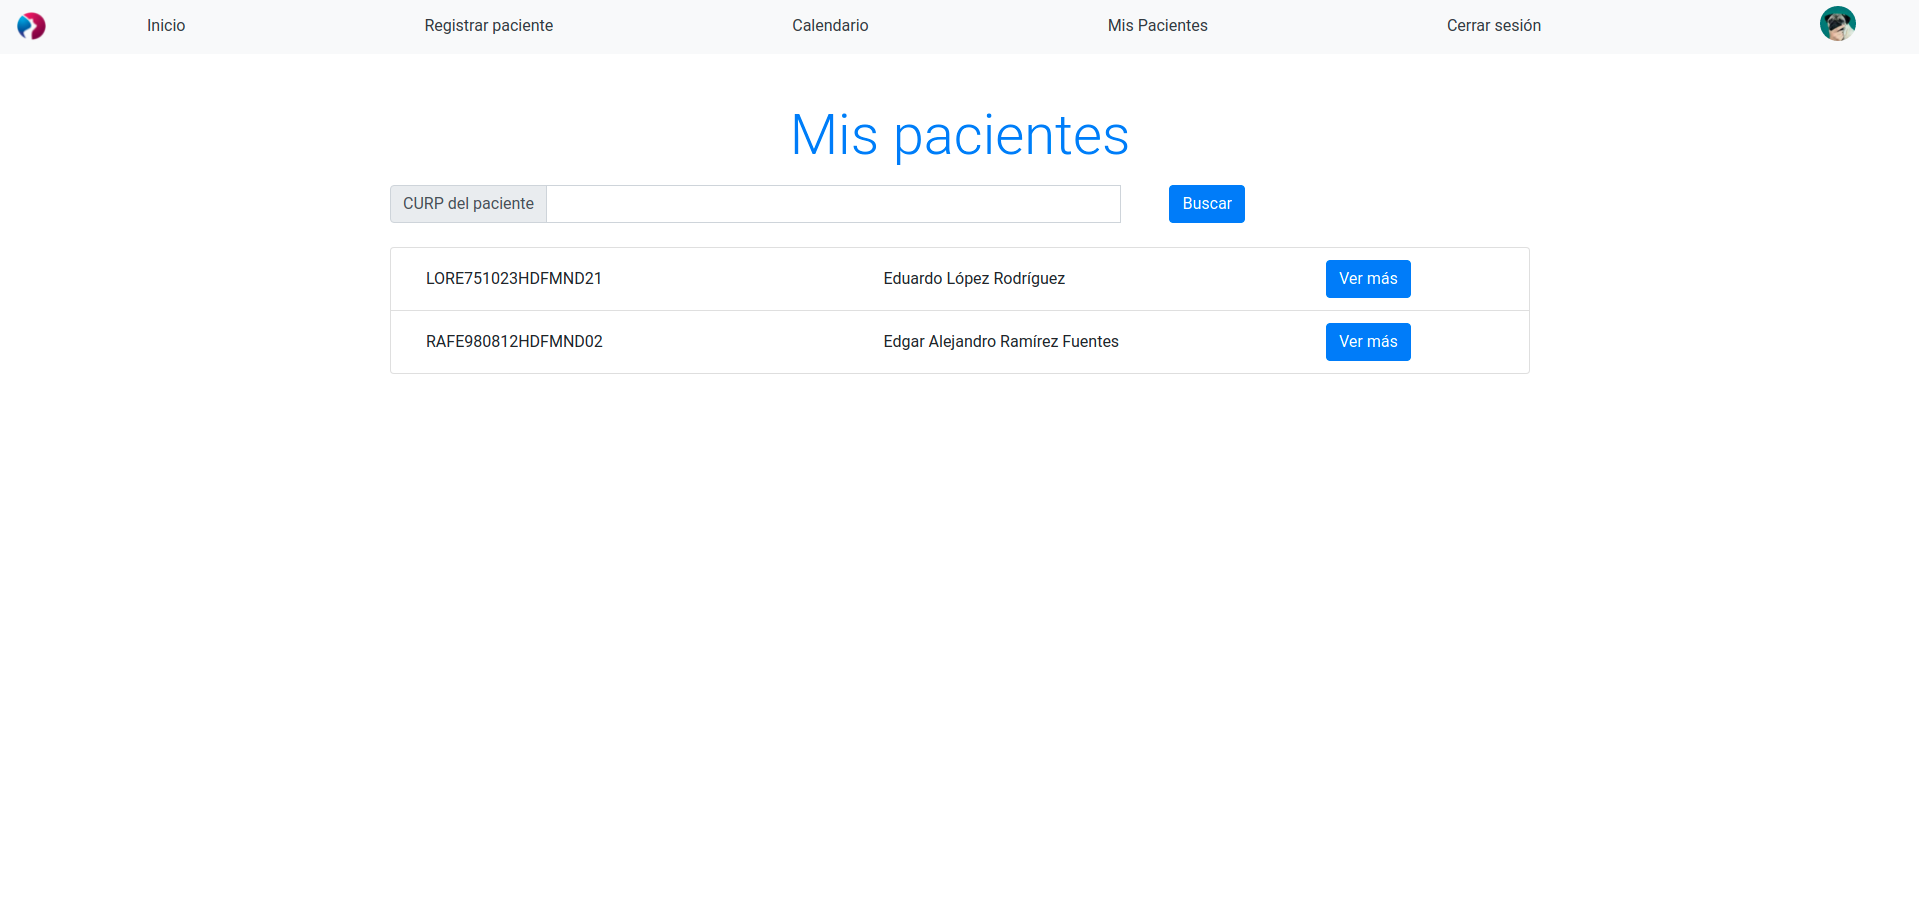 Inicio Registrar paciente Calendario Mis Pacientes Cerrar sesión
Mis pacientes
CURP del paciente Buscar
LORE751023HDFMND21 Eduardo López Rodríguez Ver más
RAFE980812HDFMND02 Edgar Alejandro Ramírez Fuentes Ver más